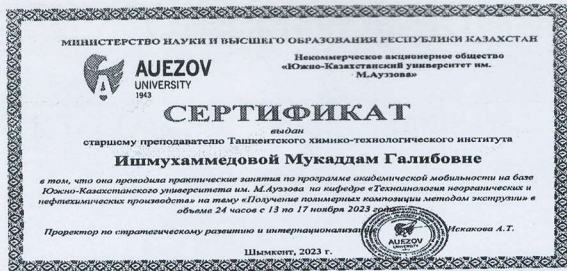 МИНИСТЕРСТВО НАУКИ И ВЫСШЕГО ОБРАЗОВАНИЯ РЕСПУБЛИКИ КАЗАХСТАН
AUEZOV
UNIVERSITY
1943
Некоммерческое акционерное общество
«Южно-Казахстанский университет им.
М.Ауэзова»
СЕРТИФИКАТ
выдан
старшему преподавателю Ташкентского химико-технологического института
Ишмухаммедовой Мукаддам Галибовне
в том, что она проводила практические занятия по программе академической мобильности на базе
Южно-Казахстанского университета им. М.Ауэзова на кафедре «Технолнология неорганических и
нефтехимических производств» на тему «Получение полимерных композиции методом экструзии» в
объеме 24 часов с 13 по 17 ноября 2023 года
Проректор по стратегическому развитию и интернационализации Искакова А.Т.
AUEZOV
UNIVERSITY
Шымкент, 2023 г.